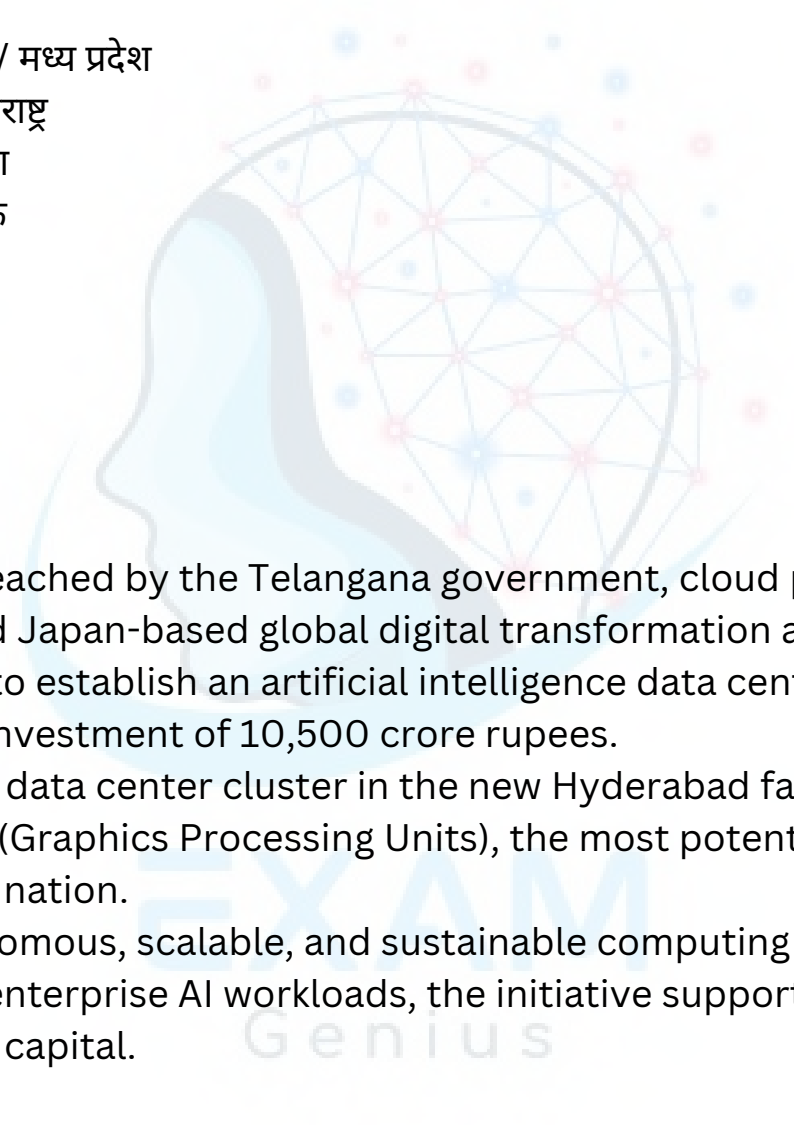 / मध्य प्रदेश
राष्ट्र
eached by the Telangana government, cloud
Japan-based global digital transformation
to establish an artificial intelligence data cen
nvestment of 10,500 crore rupees.
data center cluster in the new Hyderabad fa
(Graphics Processing Units), the most potent
nation.
omous, scalable, and sustainable computing
enterprise AI workloads, the initiative support
capital.
EXAM
Genius